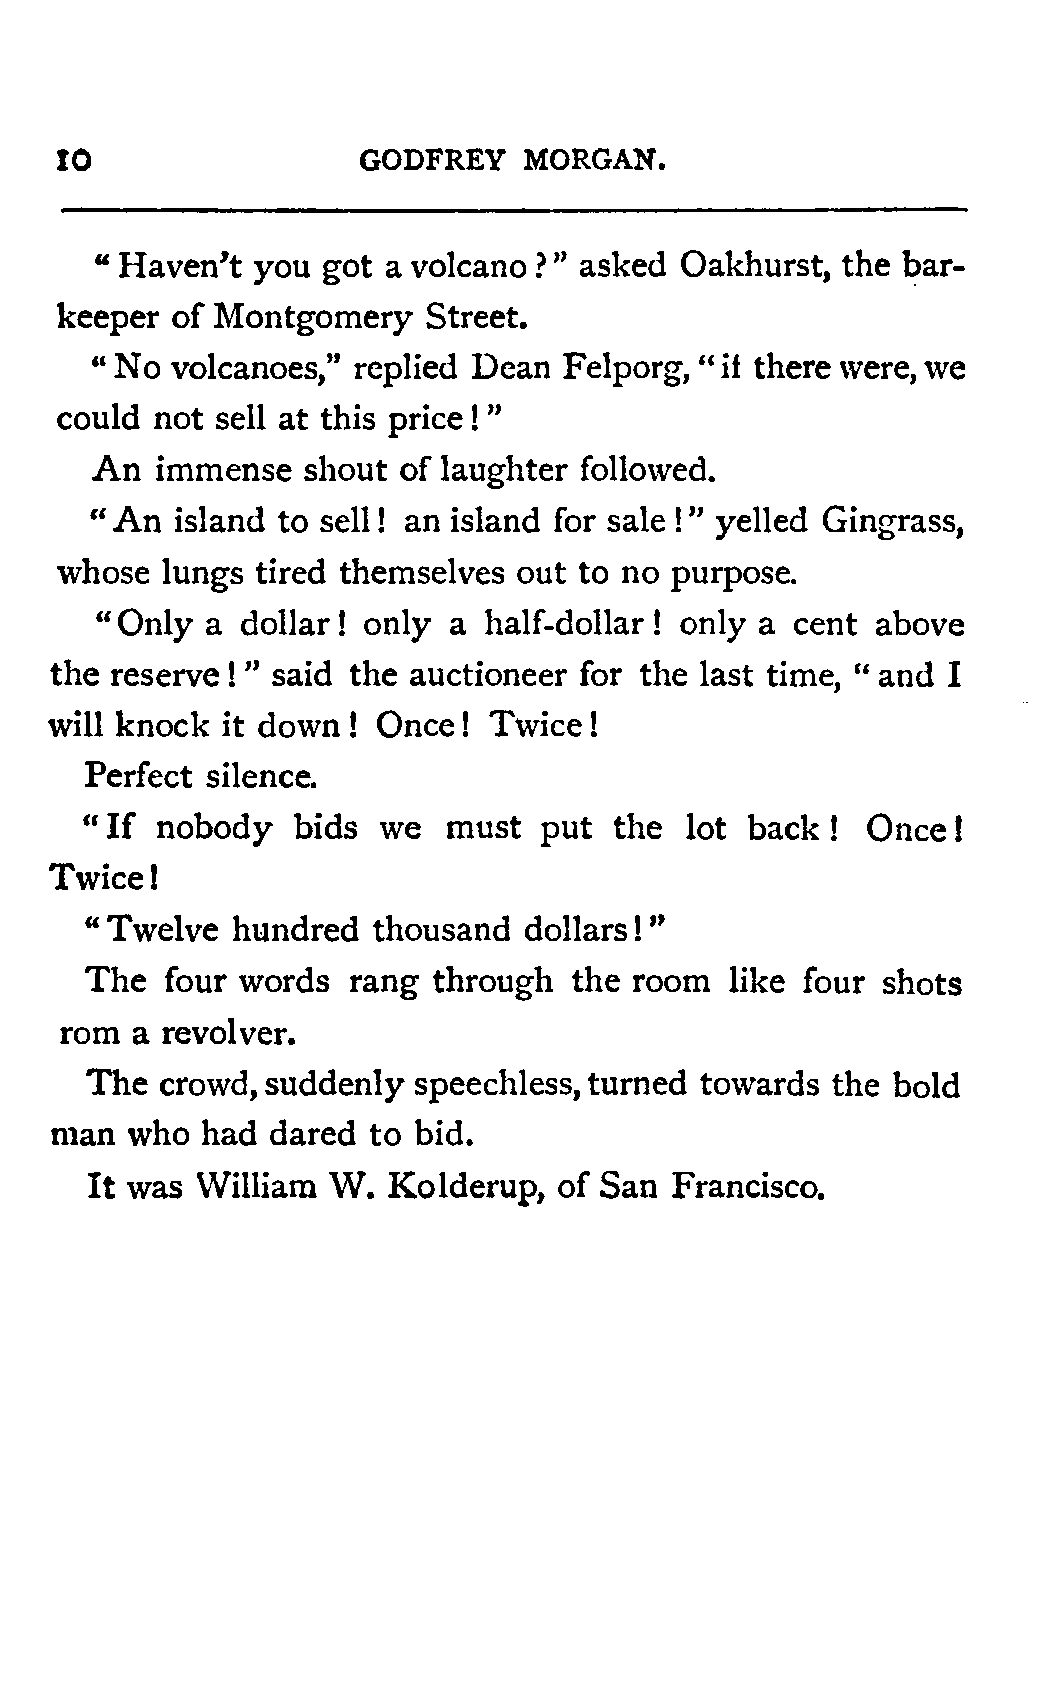 10 GODFREY MORGAN.
“Haven’t you got a volcano?” asked Oakhurst, the bar-
keeper of Montgomery Street.
“No volcanoes,” replied Dean Felporg, “if there were, we
could not sell at this price!”
An immense shout of laughter followed.
“An island to sell! an island for sale!” yelled Gingrass,
whose lungs tired themselves out to no purpose.
“Only a dollar! only a half-dollar! only a cent above
the reserve!” said the auctioneer for the last time, “and I
will knock it down! Once! Twice!
Perfect silence.
“If nobody bids we must put the lot back! Once!
Twice!
“Twelve hundred thousand dollars!”
The four words rang through the room like four shots
rom a revolver.
The crowd, suddenly speechless, turned towards the bold
man who had dared to bid.
It was William W. Kolderup, of San Francisco.